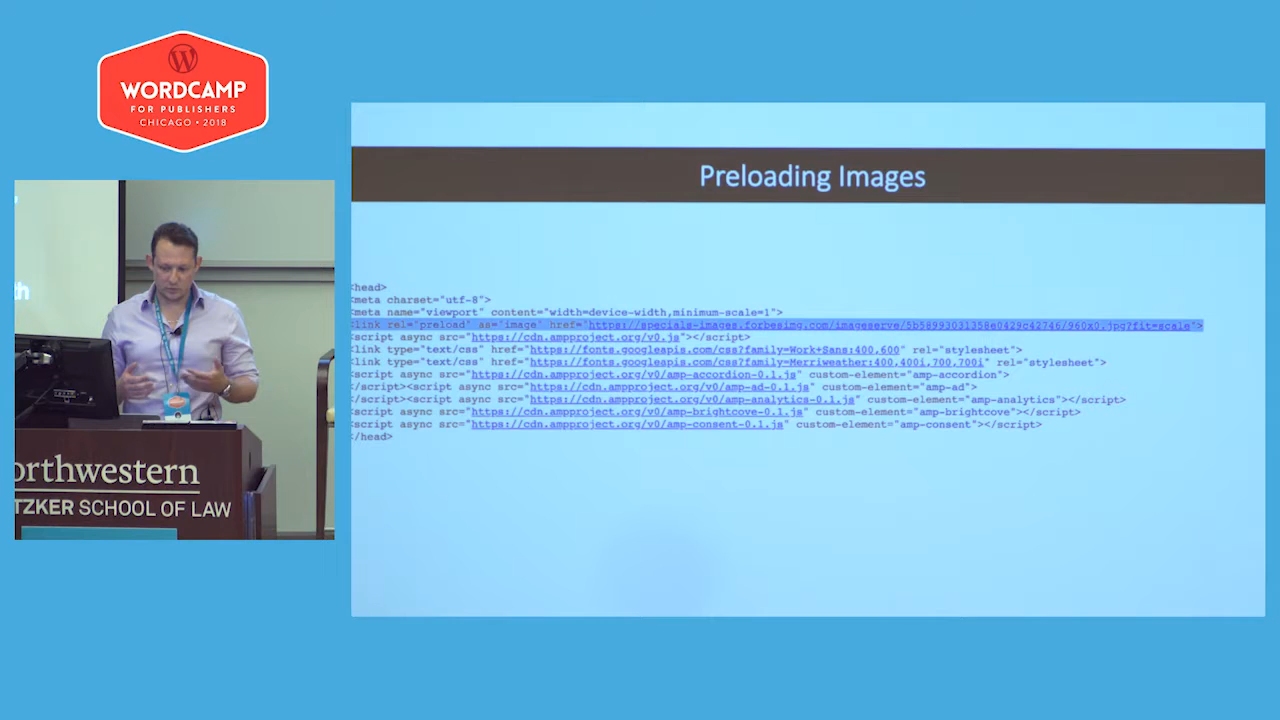 WORDCAMP
FOR PUBLISHERS
CHICAGO • 2018
Preloading Images
<head>
<meta charset="utf-8">
<meta name="viewport" content="width=device-width,minimum-scale=1">
<link rel="preload" as="image" href="https://specials-images.forbesimg.com/imageserve/5b58993031358e0429c42746/960x0.jpg?fit=scale">
<script async src="https://cdn.ampproject.org/v0.js"></script>
<link type="text/css" href="https://fonts.googleapis.com/css?family=Work+Sans:400,600" rel="stylesheet">
<link type="text/css" href="https://fonts.googleapis.com/css?family=Merriweather:400,400i,700,700i" rel="stylesheet">
<script async src="https://cdn.ampproject.org/v0/amp-accordion-0.1.js" custom-element="amp-accordion">
</script><script async src="https://cdn.ampproject.org/v0/amp-ad-0.1.js" custom-element="amp-ad">
</script><script async src="https://cdn.ampproject.org/v0/amp-analytics-0.1.js" custom-element="amp-analytics"></script>
<script async src="https://cdn.ampproject.org/v0/amp-brightcove-0.1.js" custom-element="amp-brightcove"></script>
<script async src="https://cdn.ampproject.org/v0/amp-consent-0.1.js" custom-element="amp-consent"></script>
</head>
th
orthwestern
TZKER SCHOOL OF LAW